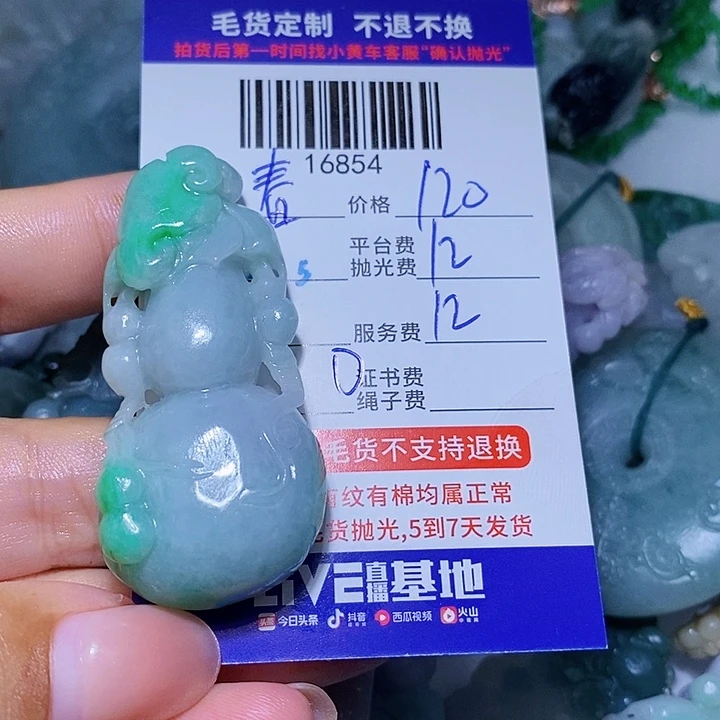 毛货定制 不退不换
拍货后第一时间找小黄车客服“确认抛光”
16854
春 价格 120
平台费
抛光费 12
5
服务费 12
证书费
绳子费
毛货不支持退换
纹有棉均属正常
货抛光,5到7天发货
LIVE直播基地
头条 今日头条 抖音 西瓜视频 火山